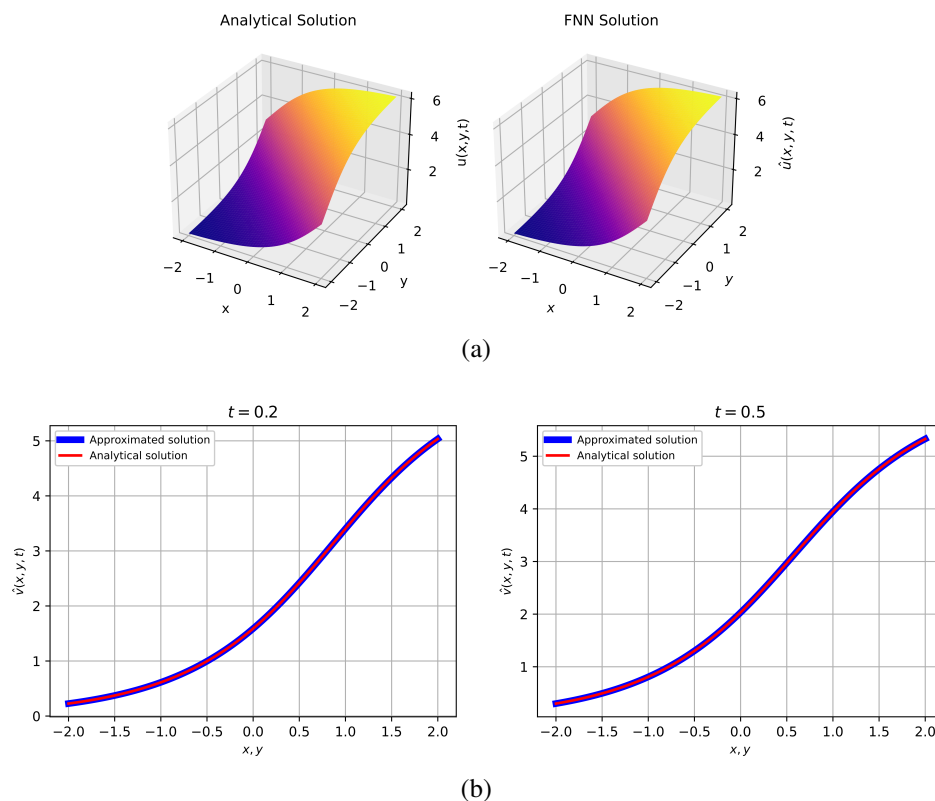 Analytical Solution
FNN Solution
6
4
2
u(x,y,t)
−2
−1
0
1
2
x
−2
−1
0
1
2
y
6
4
2
û(x, y, t)
−2
−1
0
1
2
x
−2
−1
0
1
2
y
(a)
t = 0.2
Approximated solution
Analytical solution
5
4
3
2
1
0
v̂(x, y, t)
−2.0 −1.5 −1.0 −0.5 0.0 0.5 1.0 1.5 2.0
x, y
t = 0.5
Approximated solution
Analytical solution
5
4
3
2
1
v̂(x, y, t)
−2.0 −1.5 −1.0 −0.5 0.0 0.5 1.0 1.5 2.0
x, y
(b)